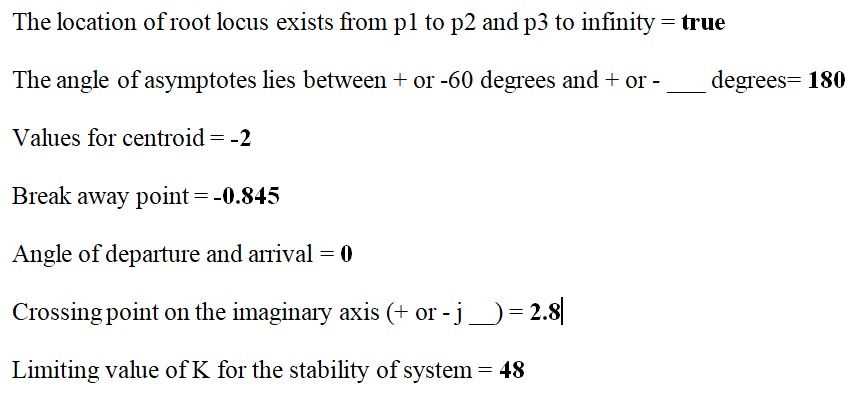 The location of root locus exists from p1 to p2 and p3 to infinity = true
The angle of asymptotes lies between + or -60 degrees and + or - ___ degrees= 180
Values for centroid = -2
Break away point = -0.845
Angle of departure and arrival = 0
Crossing point on the imaginary axis (+ or - j __) = 2.8
Limiting value of K for the stability of system = 48